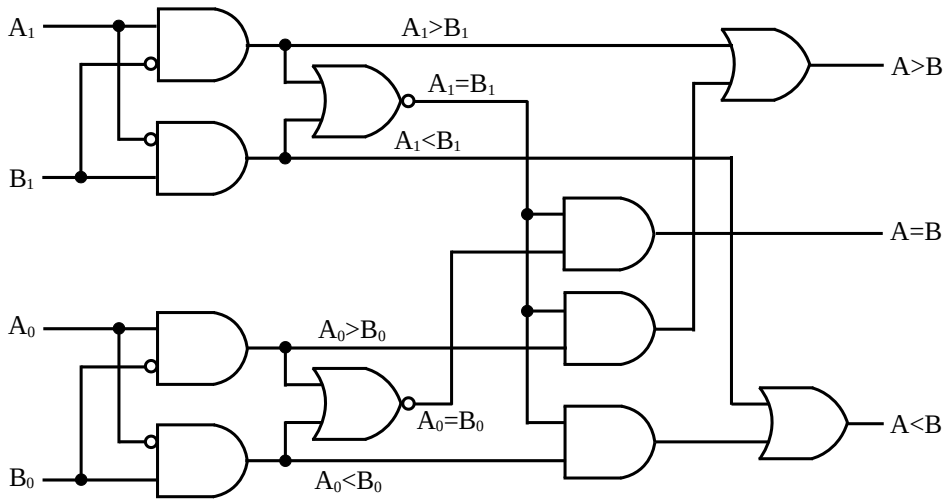 A₁
A₁>B₁
A>B
A₁=B₁
A₁<B₁
B₁
A=B
A₀
A₀>B₀
A₀=B₀
A<B
B₀
A₀<B₀